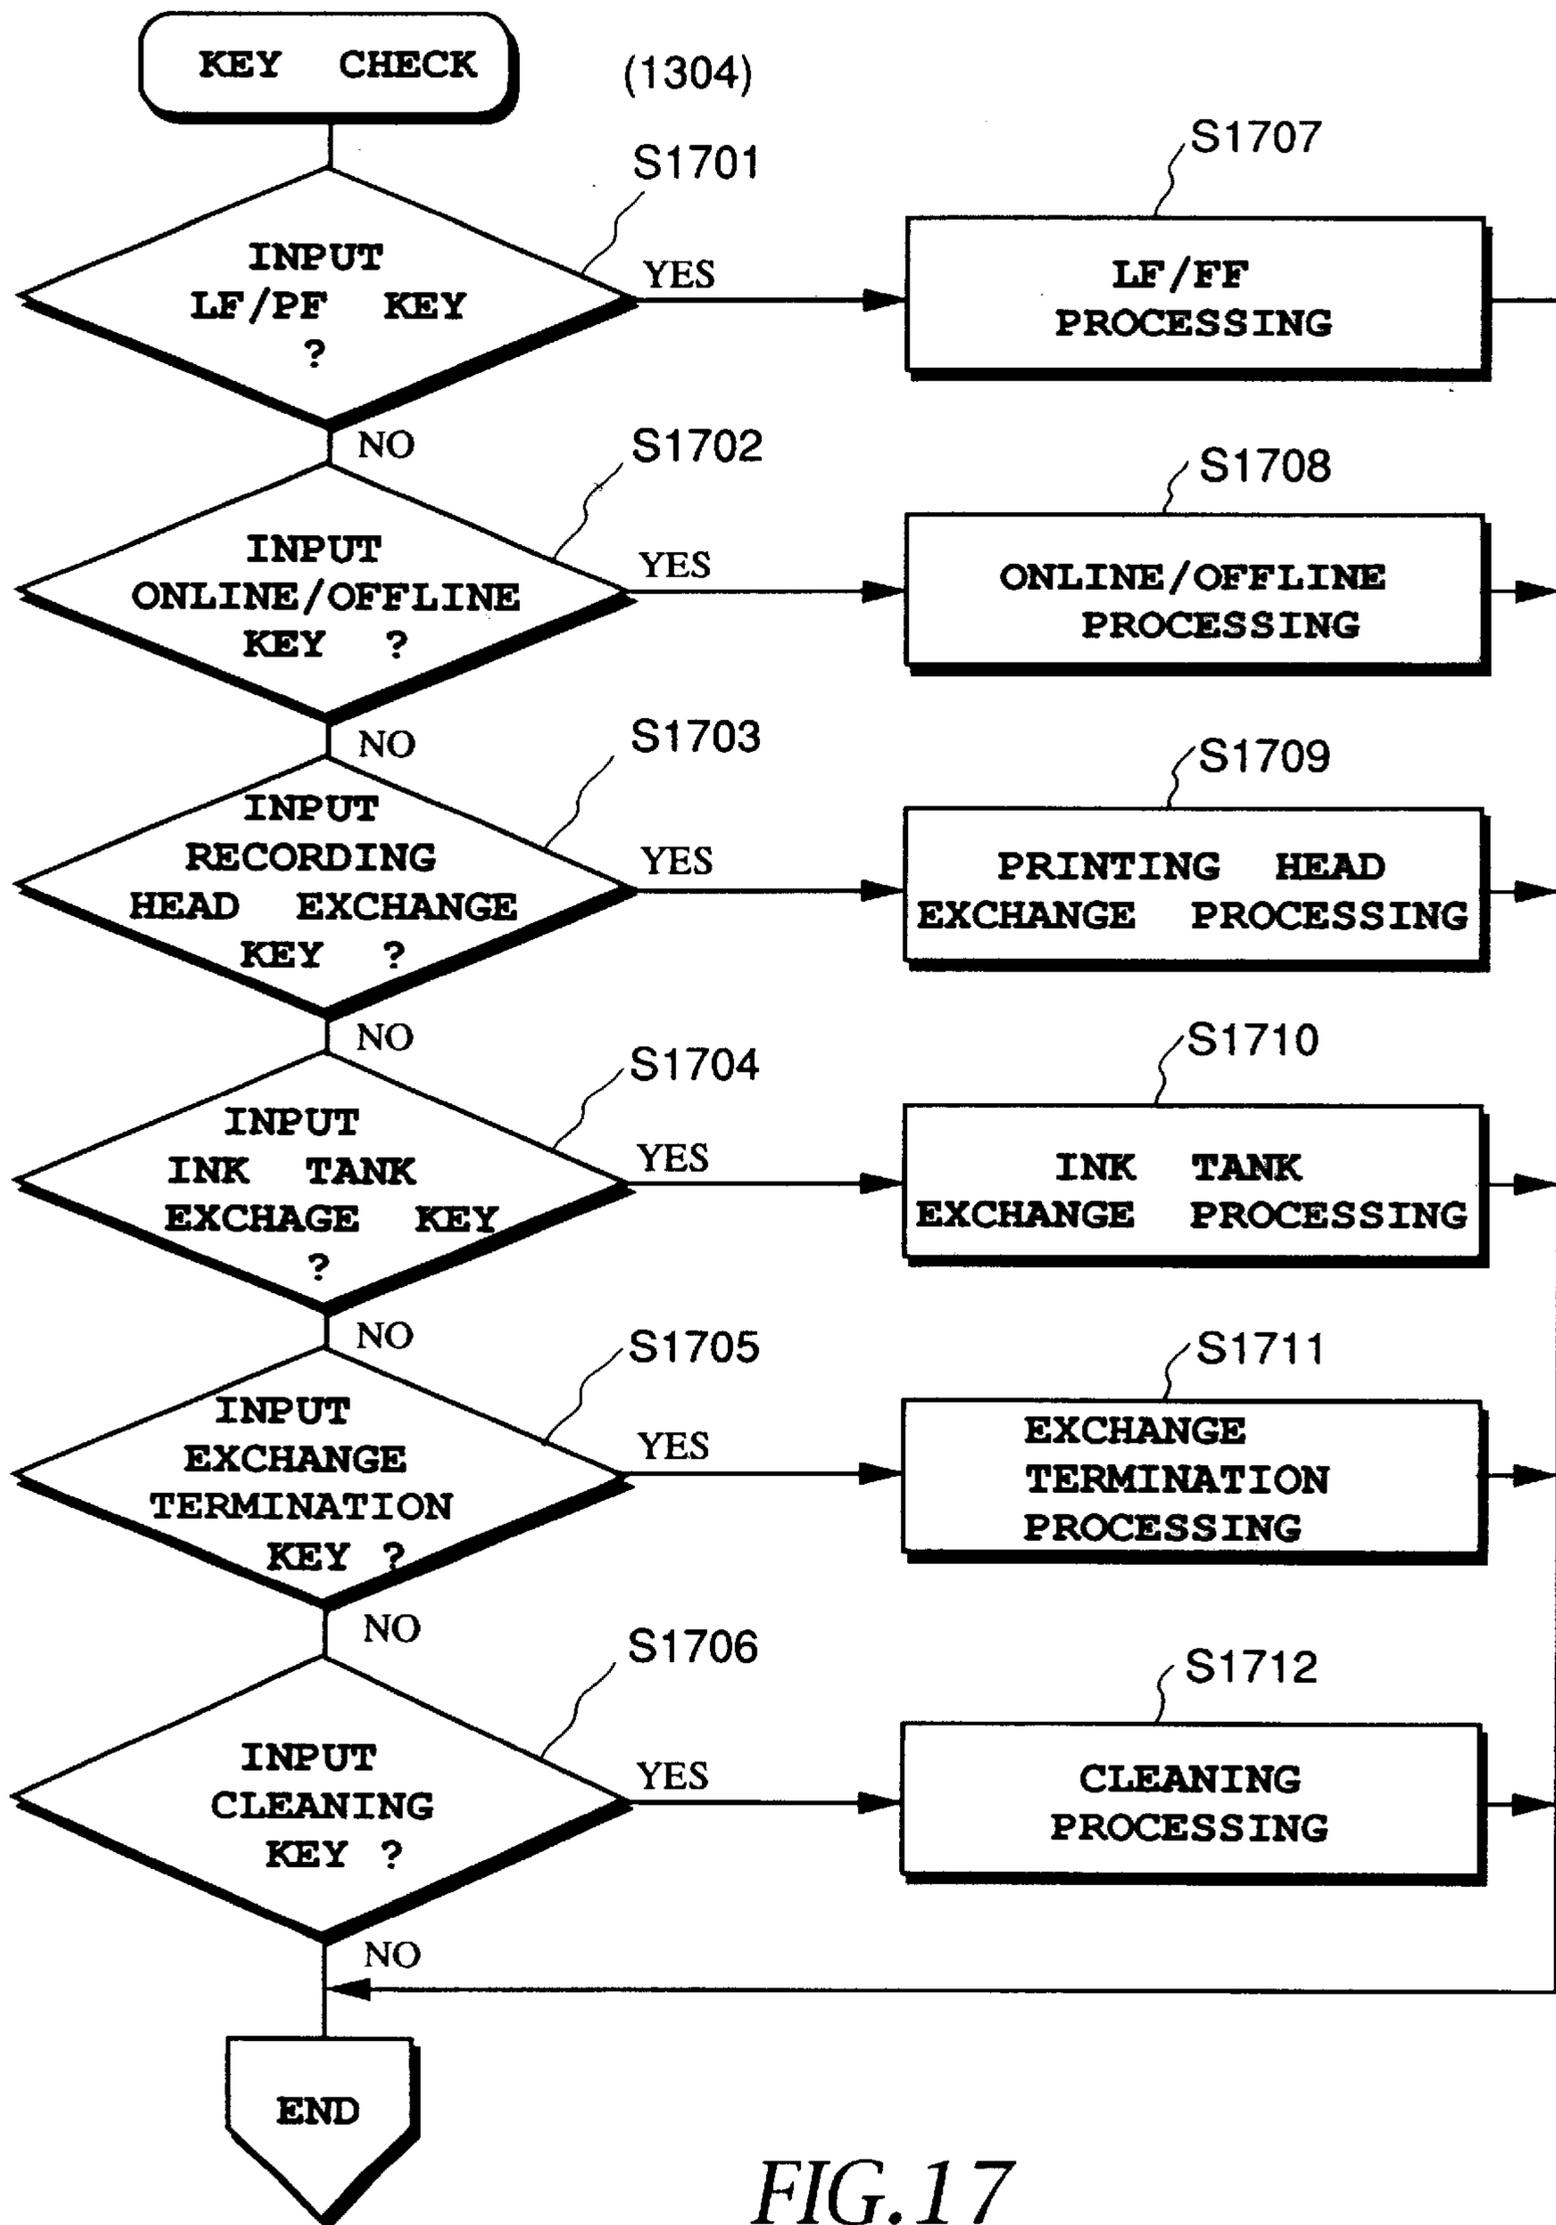 KEY CHECK
(1304)
S1701
INPUT
LF/PF KEY
?
YES
S1707
LF/FF
PROCESSING
NO
S1702
INPUT
ONLINE/OFFLINE
KEY ?
YES
S1708
ONLINE/OFFLINE
PROCESSING
NO
S1703
INPUT
RECORDING
HEAD EXCHANGE
KEY ?
YES
S1709
PRINTING HEAD
EXCHANGE PROCESSING
NO
S1704
INPUT
INK TANK
EXCHAGE KEY
?
YES
S1710
INK TANK
EXCHANGE PROCESSING
NO
S1705
INPUT
EXCHANGE
TERMINATION
KEY ?
YES
S1711
EXCHANGE
TERMINATION
PROCESSING
NO
S1706
INPUT
CLEANING
KEY ?
YES
S1712
CLEANING
PROCESSING
NO
END
FIG.17